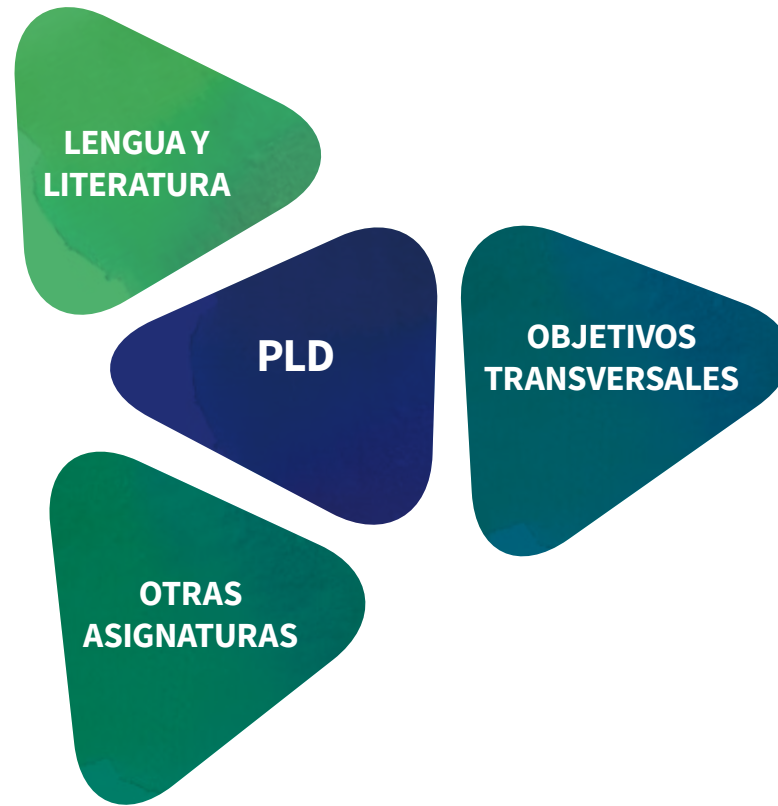 LENGUA Y
LITERATURA
PLD
OBJETIVOS
TRANSVERSALES
OTRAS
ASIGNATURAS